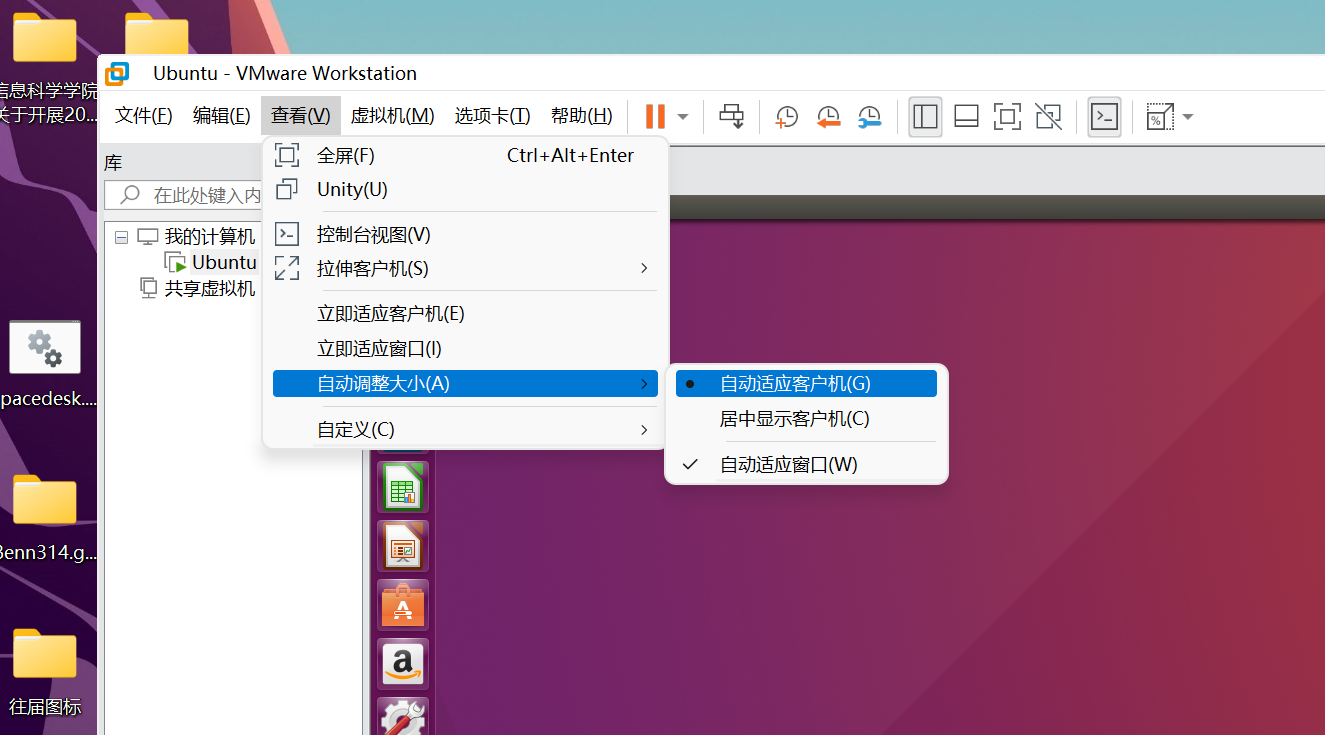 信息科学学院
关于开展20...
pacedesk....
Benn314.g...
往届图标
Ubuntu - VMware Workstation
文件(F) 编辑(E) 查看(V) 虚拟机(M) 选项卡(T) 帮助(H)
库
在此处键入内
我的计算机
Ubuntu
共享虚拟机
全屏(F) Ctrl+Alt+Enter
Unity(U)
控制台视图(V)
拉伸客户机(S)
立即适应客户机(E)
立即适应窗口(I)
自动调整大小(A)
自定义(C)
自动适应客户机(G)
居中显示客户机(C)
自动适应窗口(W)